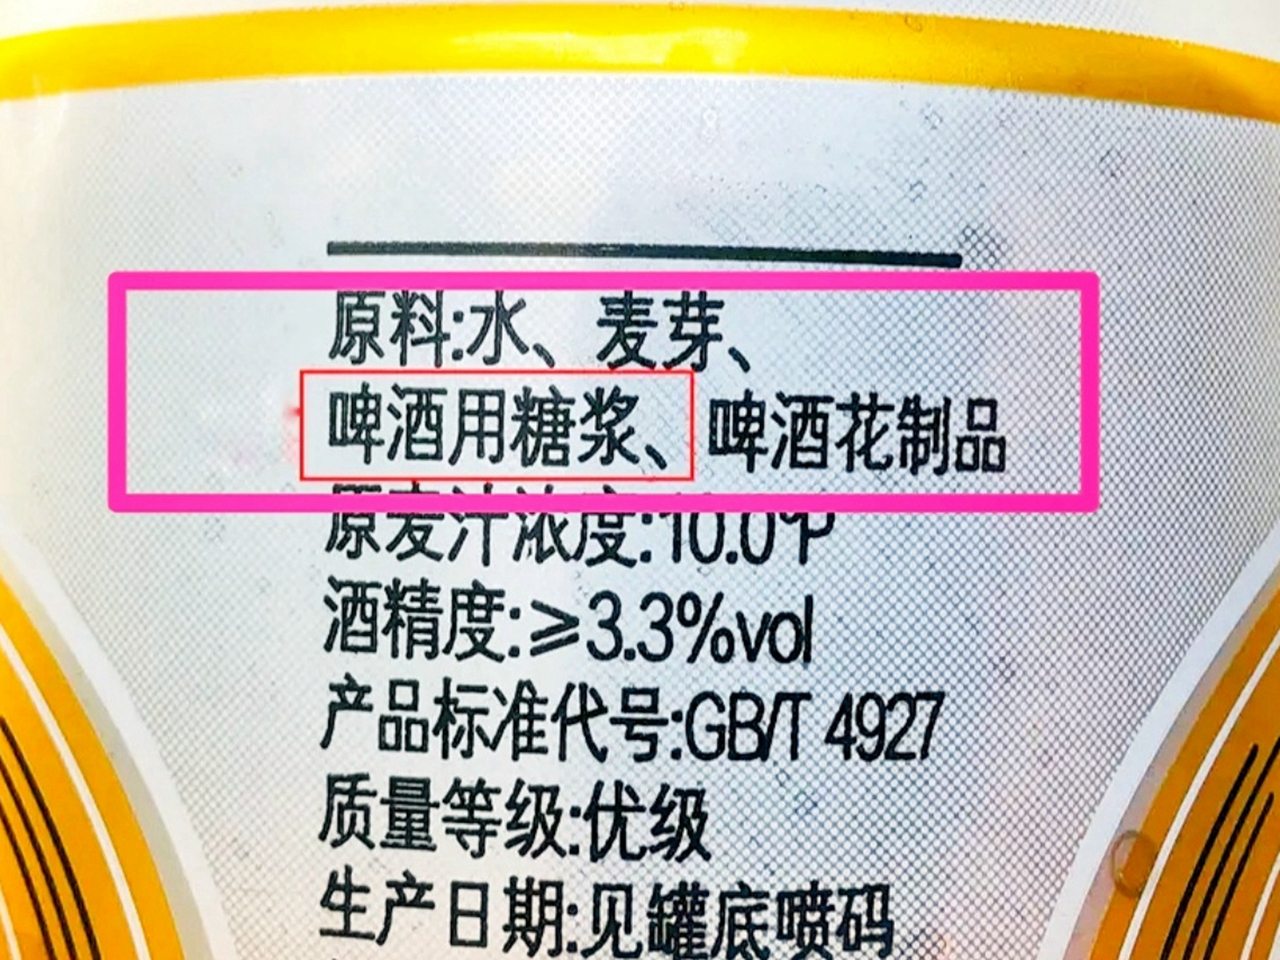 原料:水、麦芽、
啤酒用糖浆、啤酒花制品
原麦汁浓度:10.0°P
酒精度:≥3.3%vol
产品标准代号:GB/T 4927
质量等级:优级
生产日期:见罐底喷码